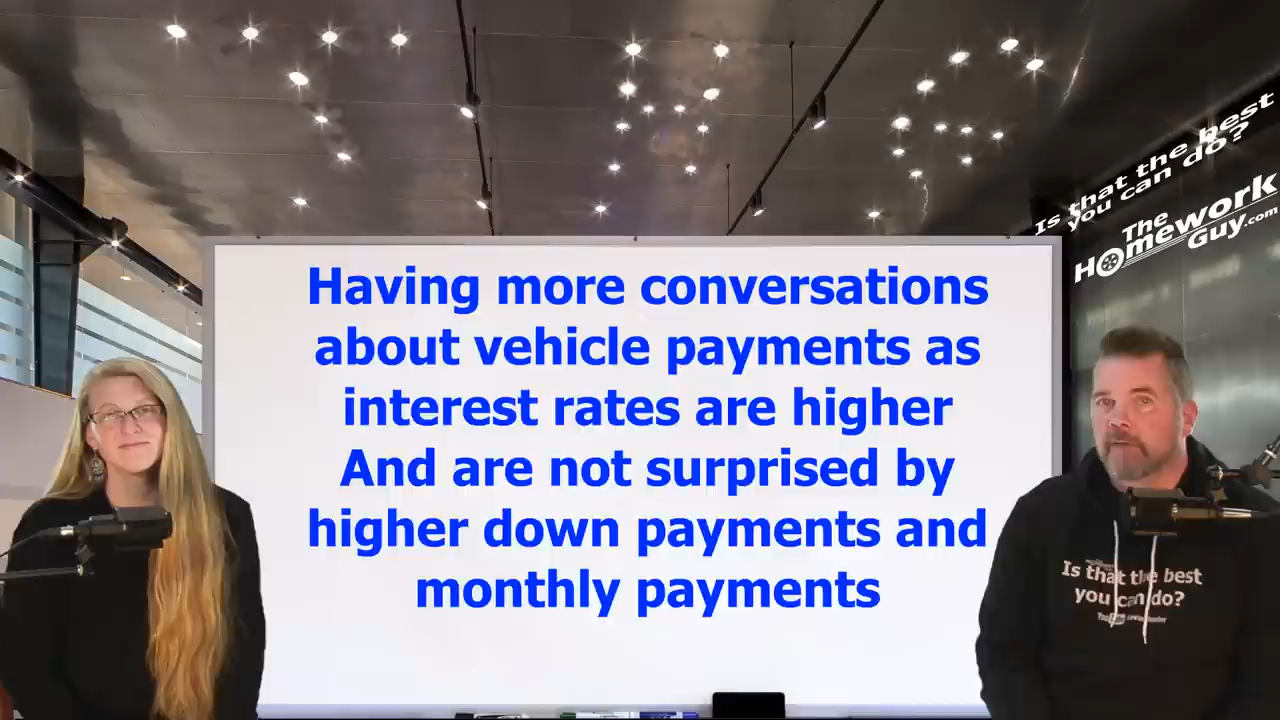 Is that the best
you can do?
The
Homework
Guy.com
Having more conversations
about vehicle payments as
interest rates are higher
And are not surprised by
higher down payments and
monthly payments
Is that the best
you can do?